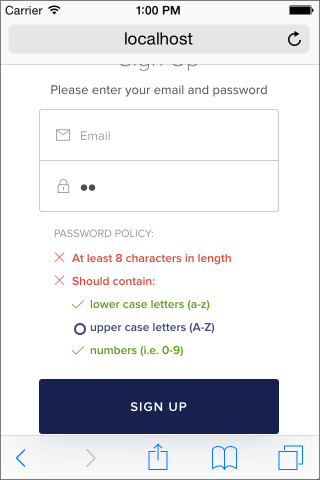 Carrier 1:00 PM
localhost
Sign Up
Please enter your email and password
Email
PASSWORD POLICY:
At least 8 characters in length
Should contain:
lower case letters (a-z)
upper case letters (A-Z)
numbers (i.e. 0-9)
SIGN UP